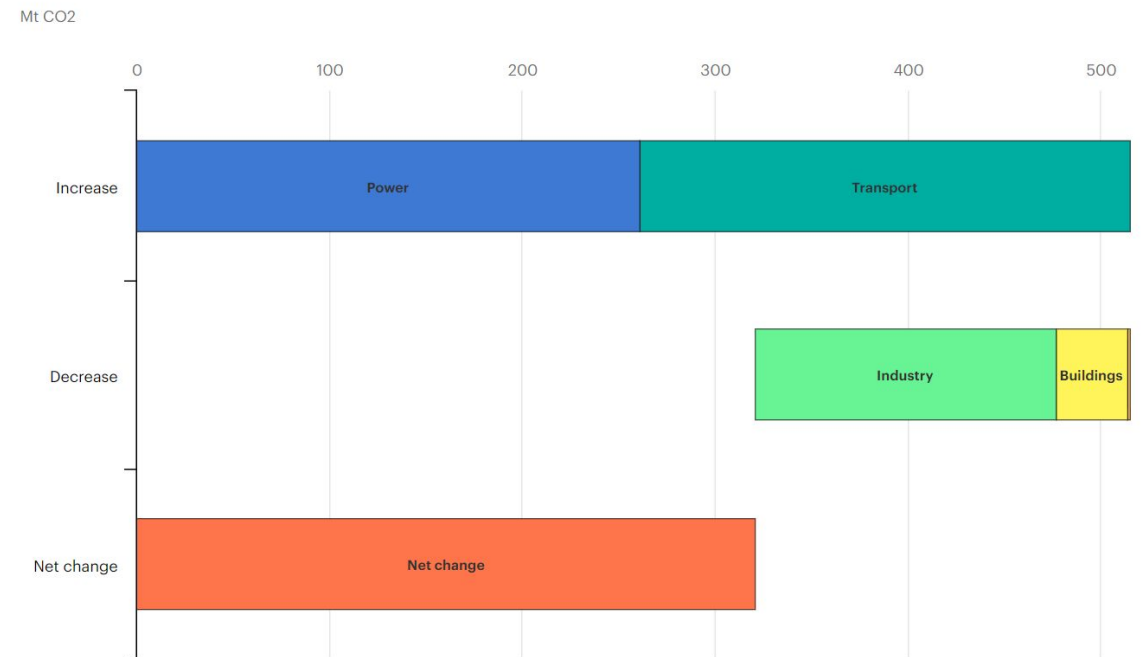 Mt CO2
0 100 200 300 400 500
Increase Power Transport
Decrease Industry Buildings
Net change Net change